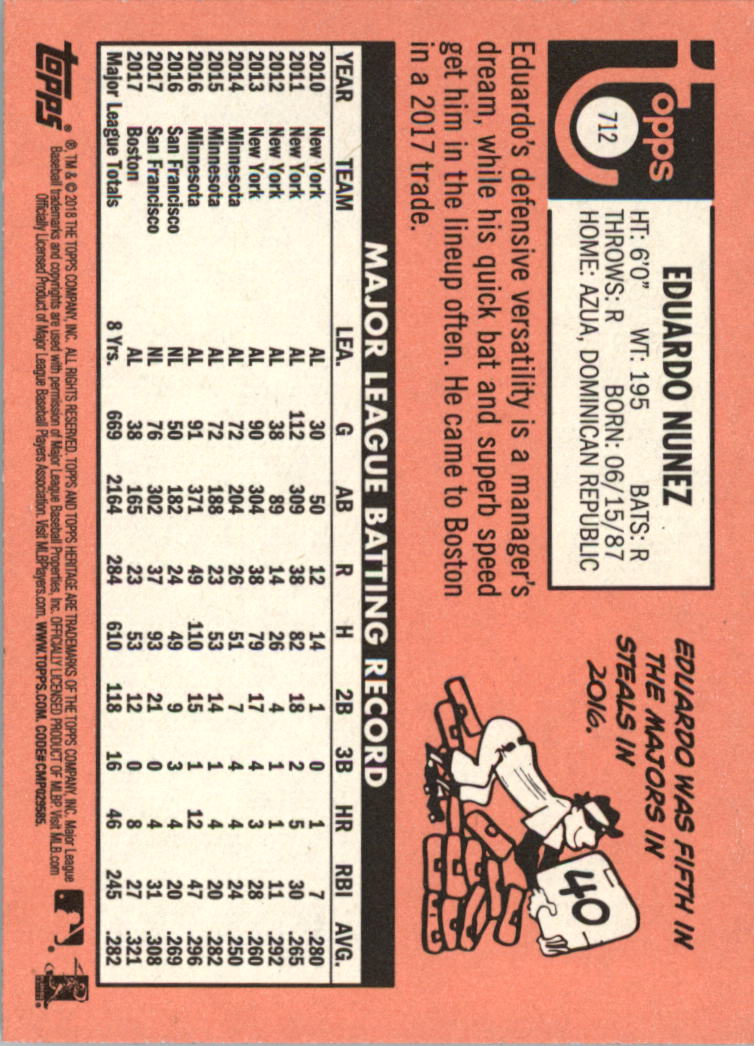 Topps
712
EDUARDO NUNEZ
HT: 6'0" WT: 195 BATS: R
THROWS: R BORN: 06/15/87
HOME: AZUA, DOMINICAN REPUBLIC
Eduardo's defensive versatility is a manager's
dream, while his quick bat and superb speed
get him in the lineup often. He came to Boston
in a 2017 trade.
EDUARDO WAS FIFTH IN
THE MAJORS IN
STEALS IN
2016.
40
MAJOR LEAGUE BATTING RECORD
YEAR TEAM LEA. G AB R H 2B 3B HR RBI AVG.
2010 New York AL 30 50 12 14 1 0 1 7 .280
2011 New York AL 112 309 38 82 18 2 5 30 .265
2012 New York AL 38 89 14 26 4 1 1 11 .292
2013 New York AL 90 304 38 79 17 4 3 28 .260
2014 Minnesota AL 72 204 26 51 7 4 4 24 .250
2015 Minnesota AL 72 188 23 53 14 1 4 20 .282
2016 Minnesota AL 91 371 49 110 15 1 12 47 .296
2016 San Francisco NL 50 182 24 49 9 3 4 20 .269
2017 San Francisco NL 76 302 37 93 21 0 4 31 .308
2017 Boston AL 38 165 23 53 12 0 8 27 .321
Major League Totals 8 Yrs. 669 2164 284 610 118 16 46 245 .282
Topps®
®, TM & © 2018 THE TOPPS COMPANY, INC. ALL RIGHTS RESERVED. TOPPS AND TOPPS HERITAGE ARE TRADEMARKS OF THE TOPPS COMPANY, INC. Major League
Baseball trademarks and copyrights are used with permission of Major League Baseball Properties, Inc. OFFICIALLY LICENSED PRODUCT OF MLBP. Visit MLB.com
Officially Licensed Product of Major League Baseball Players Association. Visit MLBPlayers.com. WWW.TOPPS.COM. CODE# CMP029585.